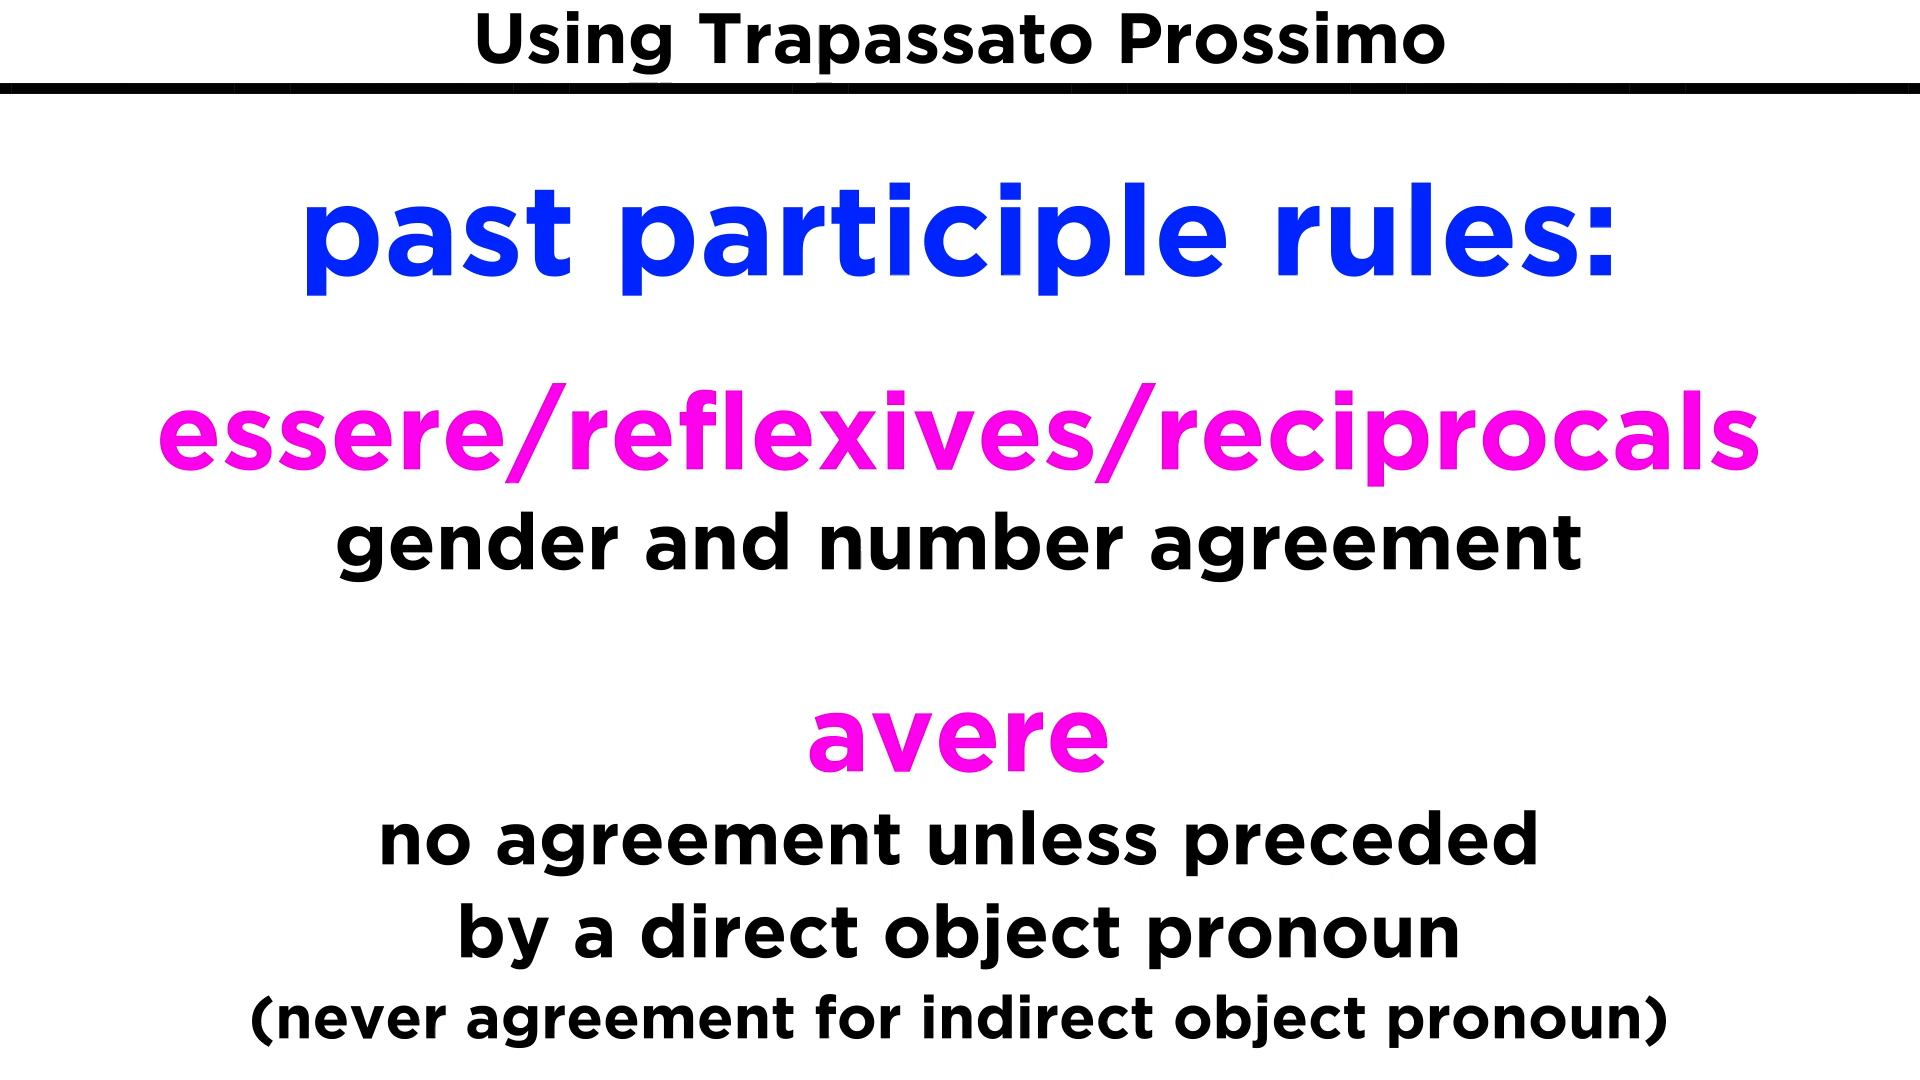 Using Trapassato Prossimo
past participle rules:
essere/reflexives/reciprocals
gender and number agreement
avere
no agreement unless preceded
by a direct object pronoun
(never agreement for indirect object pronoun)